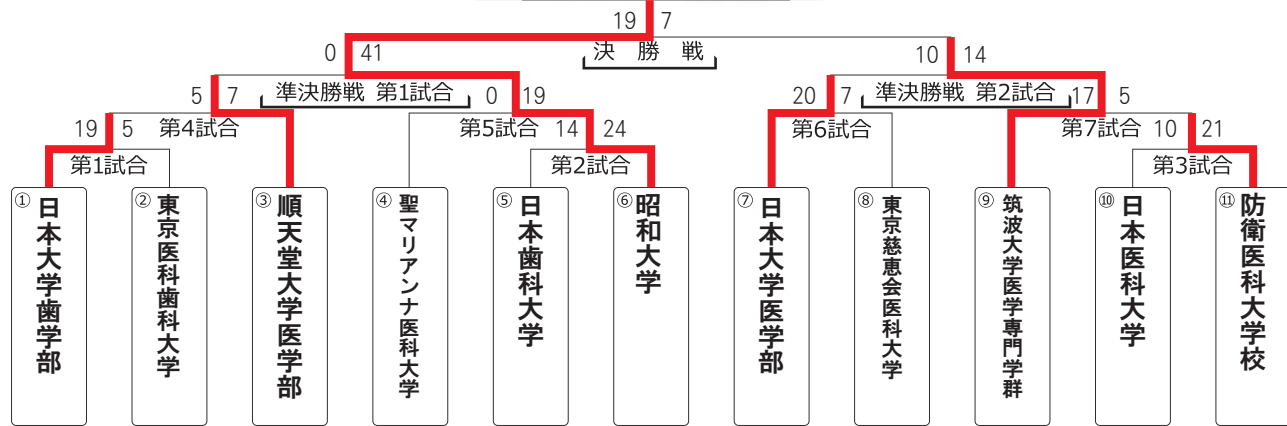 19 7
決勝戦
0 41
10 14
準決勝戦 第1試合
準決勝戦 第2試合
5 7
0 19
20 7
17 5
第4試合
第5試合
第6試合
第7試合
19 5
14 24
10 21
第1試合
第2試合
第3試合
①日本大学歯学部
②東京医科歯科大学
③順天堂大学医学部
④聖マリアンナ医科大学
⑤日本歯科大学
⑥昭和大学
⑦日本大学医学部
⑧東京慈恵会医科大学
⑨筑波大学医学専門学群
⑩日本医科大学
⑪防衛医科大学校